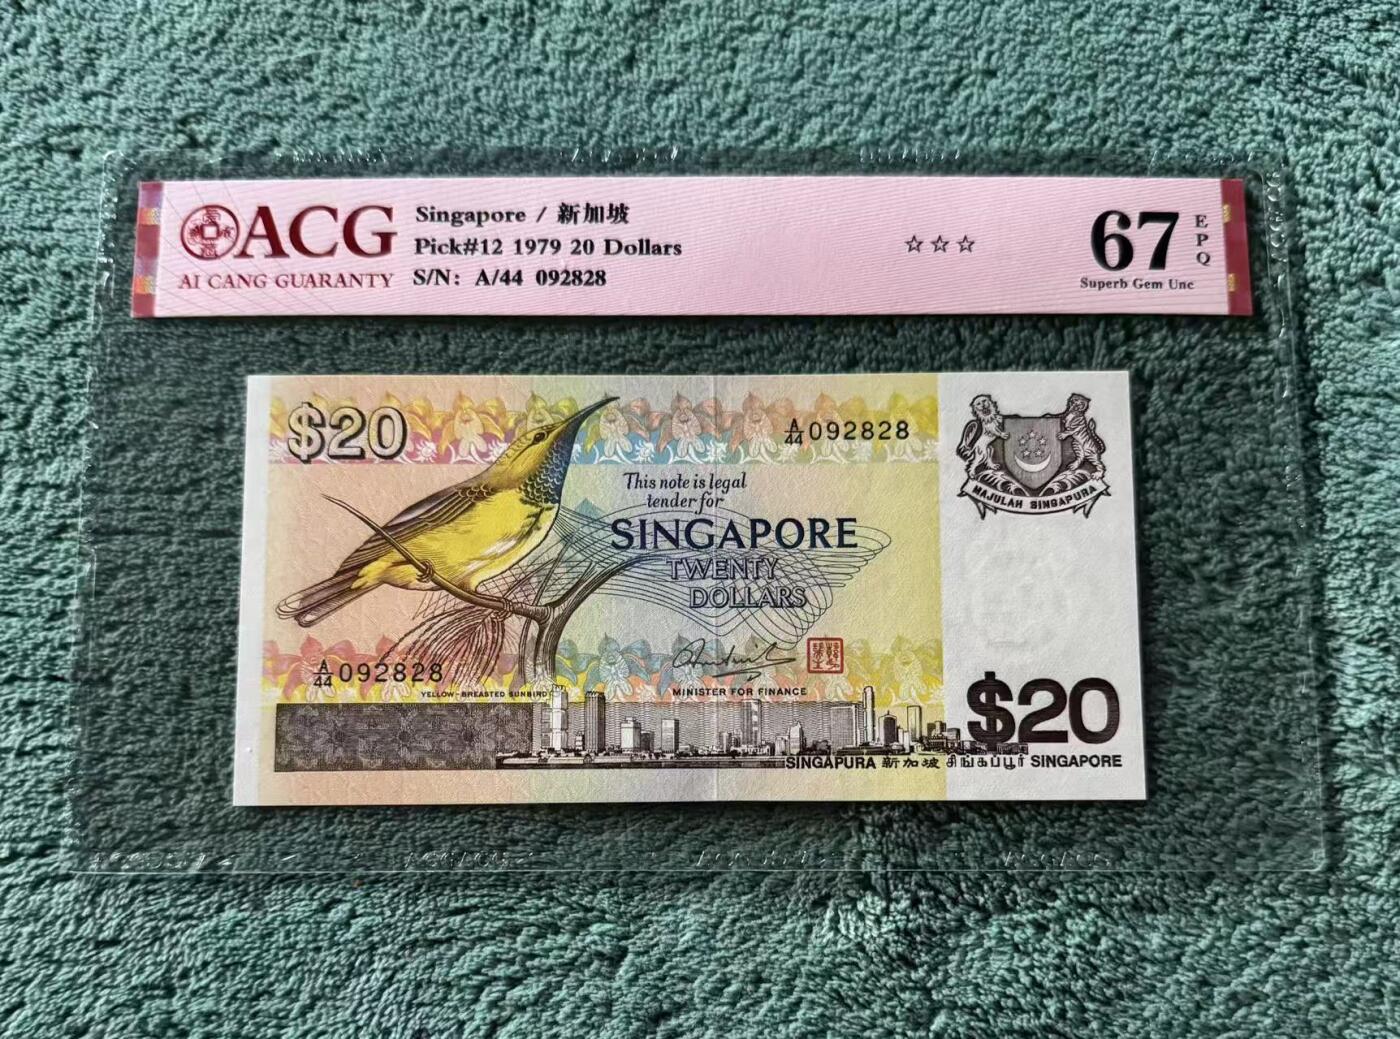 ACG
AI CANG GUARANTY
Singapore / 新加坡
Pick#12 1979 20 Dollars
S/N: A/44 092828
☆☆☆
67
EPQ
Superb Gem Unc
$20
A/44 092828
This note is legal
tender for
SINGAPORE
TWENTY
DOLLARS
MAJULAH SINGAPURA
A/44 092828
YELLOW-BREASTED SUNBIRD
MINISTER FOR FINANCE
$20
SINGAPURA 新加坡 சிங்கப்பூர் SINGAPORE